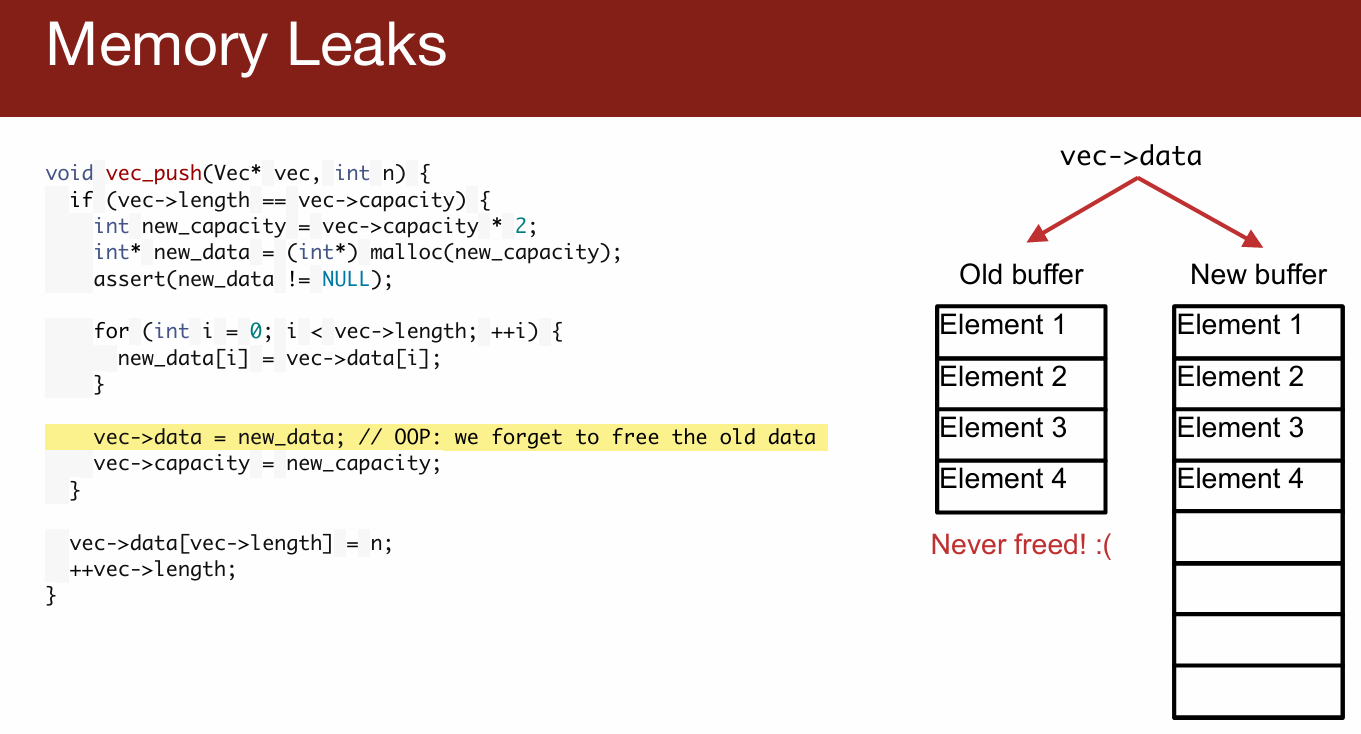 Memory Leaks
void vec_push(Vec* vec, int n) {
  if (vec->length == vec->capacity) {
    int new_capacity = vec->capacity * 2;
    int* new_data = (int*) malloc(new_capacity);
    assert(new_data != NULL);
    for (int i = 0; i < vec->length; ++i) {
      new_data[i] = vec->data[i];
    }
    vec->data = new_data; // OOP: we forget to free the old data
    vec->capacity = new_capacity;
  }
  vec->data[vec->length] = n;
  ++vec->length;
}
vec->data
Old buffer
Element 1
Element 2
Element 3
Element 4
Never freed! :(
New buffer
Element 1
Element 2
Element 3
Element 4